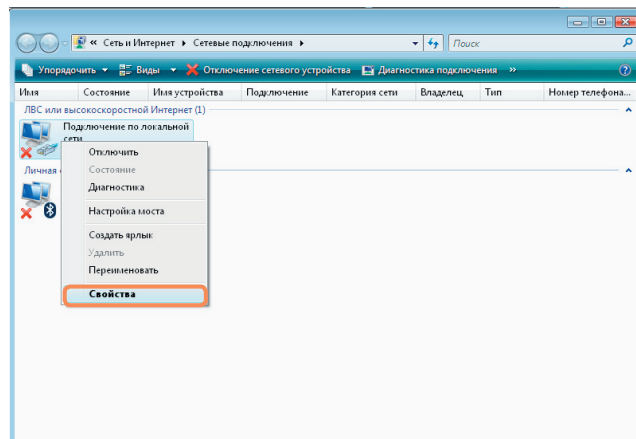 « Сеть и Интернет ▸ Сетевые подключения ▸ Поиск
Упорядочить Виды Отключение сетевого устройства Диагностика подключения »
Имя Состояние Имя устройства Подключение Категория сети Владелец Тип Номер телефона...
ЛВС или высокоскоростной Интернет (1)
Подключение по локальной
сети
Отключить
Состояние
Личная
Диагностика
Настройка моста
Создать ярлык
Удалить
Переименовать
Свойства